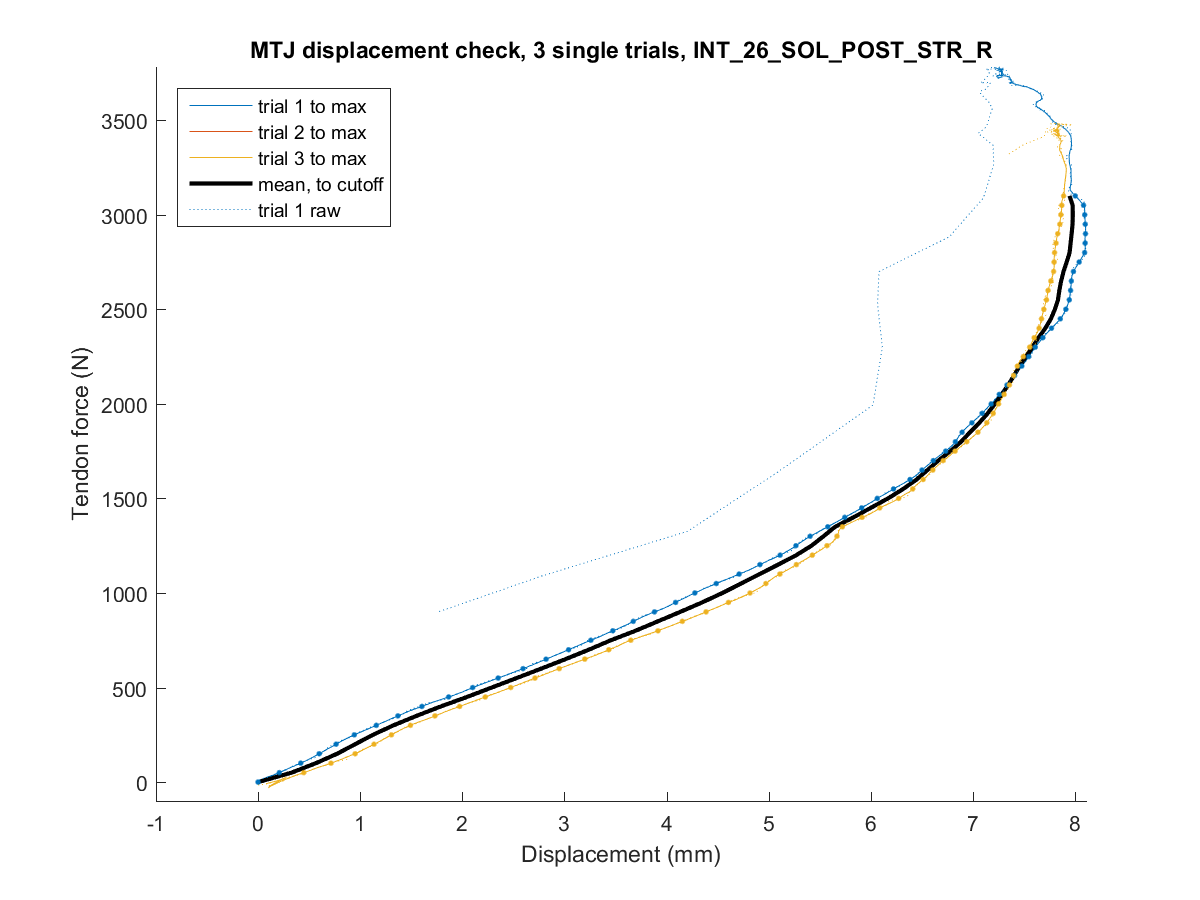 MTJ displacement check, 3 single trials, INT_26_SOL_POST_STR_R
trial 1 to max
trial 2 to max
trial 3 to max
mean, to cutoff
trial 1 raw
Tendon force (N)
3500
3000
2500
2000
1500
1000
500
0
-1 0 1 2 3 4 5 6 7 8
Displacement (mm)